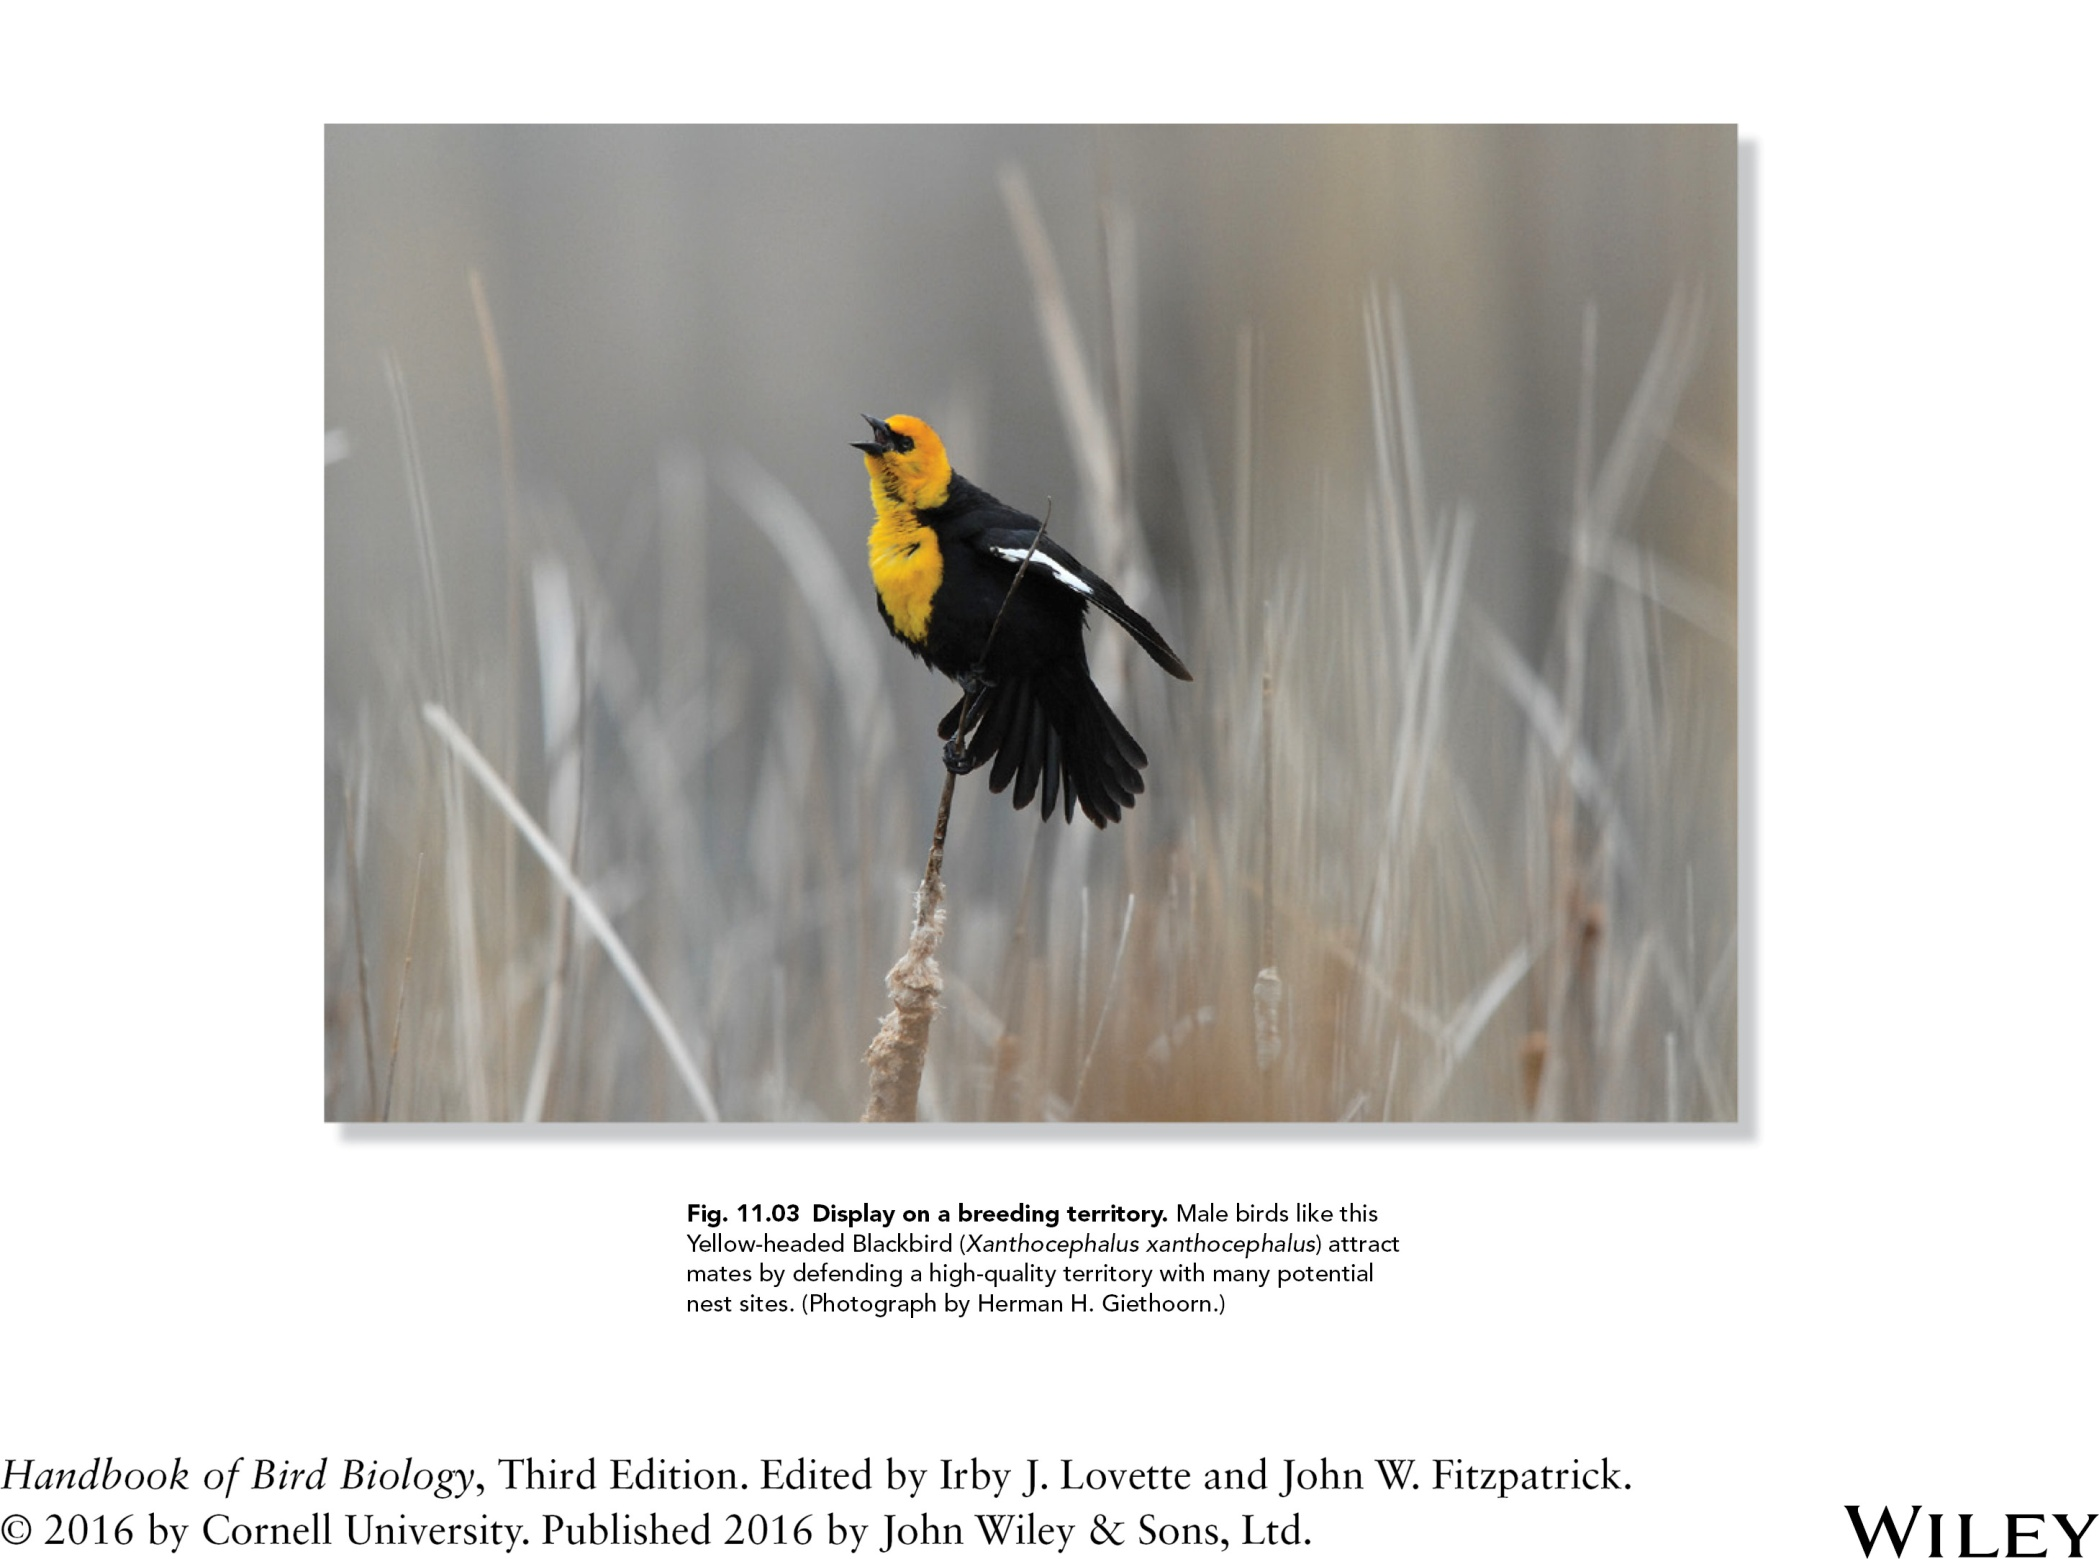 Fig. 11.03 Display on a breeding territory. Male birds like this
Yellow-headed Blackbird (Xanthocephalus xanthocephalus) attract
mates by defending a high-quality territory with many potential
nest sites. (Photograph by Herman H. Giethoorn.)
Handbook of Bird Biology, Third Edition. Edited by Irby J. Lovette and John W. Fitzpatrick.
© 2016 by Cornell University. Published 2016 by John Wiley & Sons, Ltd.
WILEY